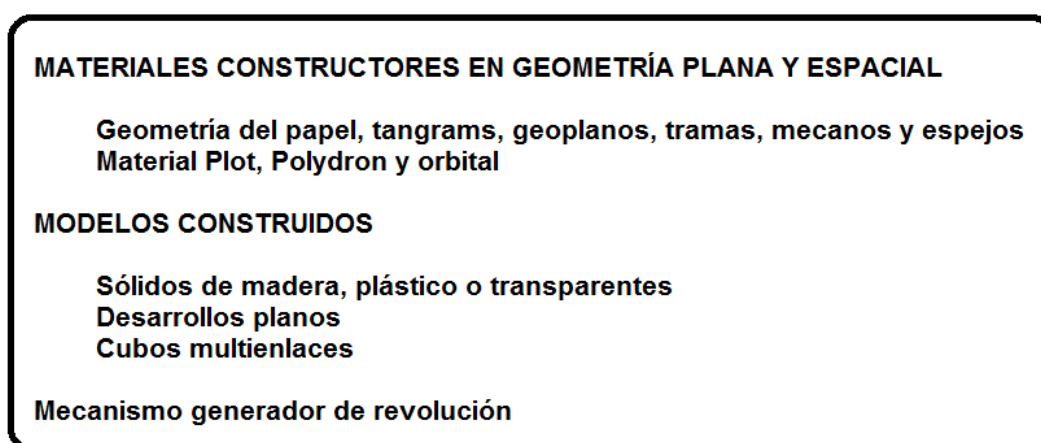 MATERIALES CONSTRUCTORES EN GEOMETRÍA PLANA Y ESPACIAL
Geometría del papel, tangrams, geoplanos, tramas, mecanos y espejos
Material Plot, Polydron y orbital
MODELOS CONSTRUIDOS
Sólidos de madera, plástico o transparentes
Desarrollos planos
Cubos multienlaces
Mecanismo generador de revolución